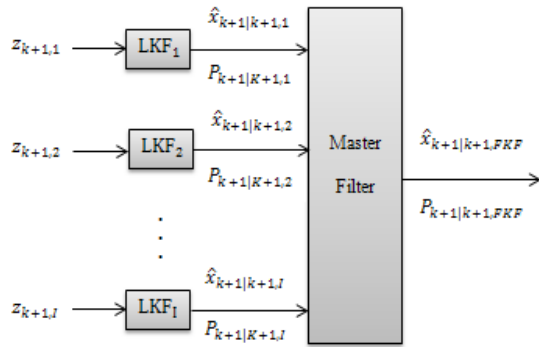 z_{k+1,1}
LKF_1
x̂_{k+1|k+1,1}
P_{k+1|K+1,1}
z_{k+1,2}
LKF_2
x̂_{k+1|k+1,2}
P_{k+1|K+1,2}
Master
Filter
x̂_{k+1|k+1,FKF}
P_{k+1|k+1,FKF}
.
.
.
z_{k+1,I}
LKF_I
x̂_{k+1|k+1,I}
P_{k+1|K+1,I}